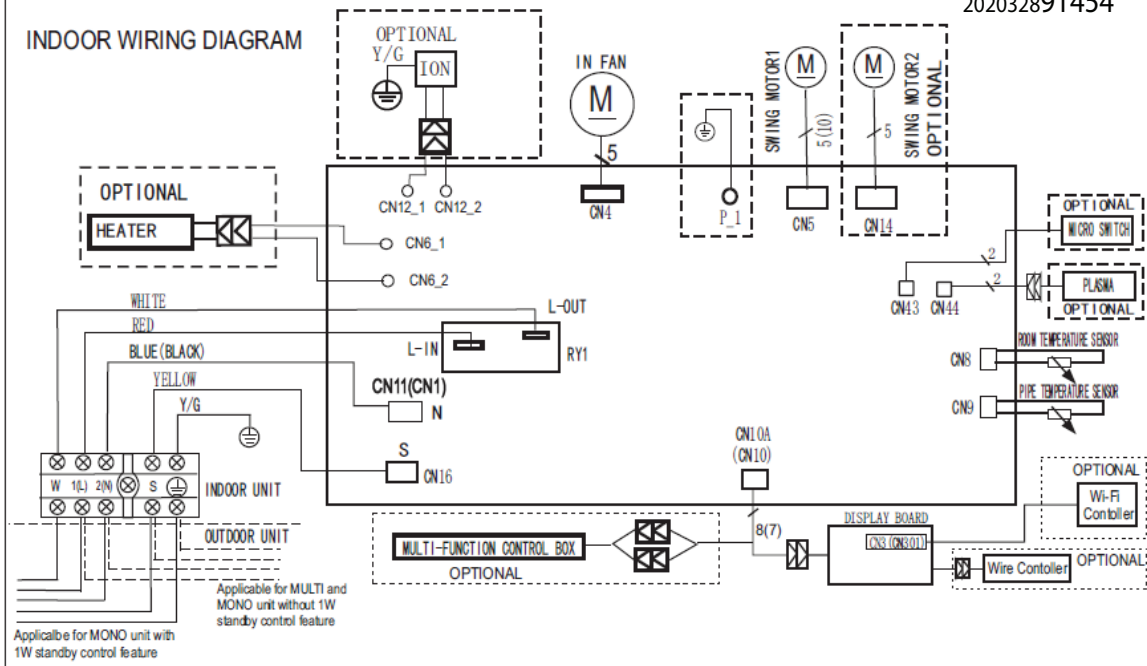 202032891454
INDOOR WIRING DIAGRAM
OPTIONAL
Y/G
ION
IN FAN
M
5
SWING MOTOR1
M
5(10)
M
5
SWING MOTOR2
OPTIONAL
OPTIONAL
HEATER
CN12_1 CN12_2
CN4
P_1
CN5
CN14
CN6_1
CN6_2
OPTIONAL
MICRO SWITCH
2
2
PLASMA
OPTIONAL
CN43 CN44
WHITE
L-OUT
RED
L-IN
RY1
BLUE(BLACK)
CN11(CN1)
N
YELLOW
Y/G
S
CN16
ROOM TEMPERATURE SENSOR
CN8
PIPE TEMPERATURE SENSOR
CN9
CN10A
(CN10)
8(7)
W 1(L) 2(N) S
INDOOR UNIT
OUTDOOR UNIT
MULTI-FUNCTION CONTROL BOX
OPTIONAL
DISPLAY BOARD
CN3(CN301)
OPTIONAL
Wi-Fi
Contoller
Wire Contoller
OPTIONAL
Applicable for MULTI and
MONO unit without 1W
standby control feature
Applicalbe for MONO unit with
1W standby control feature